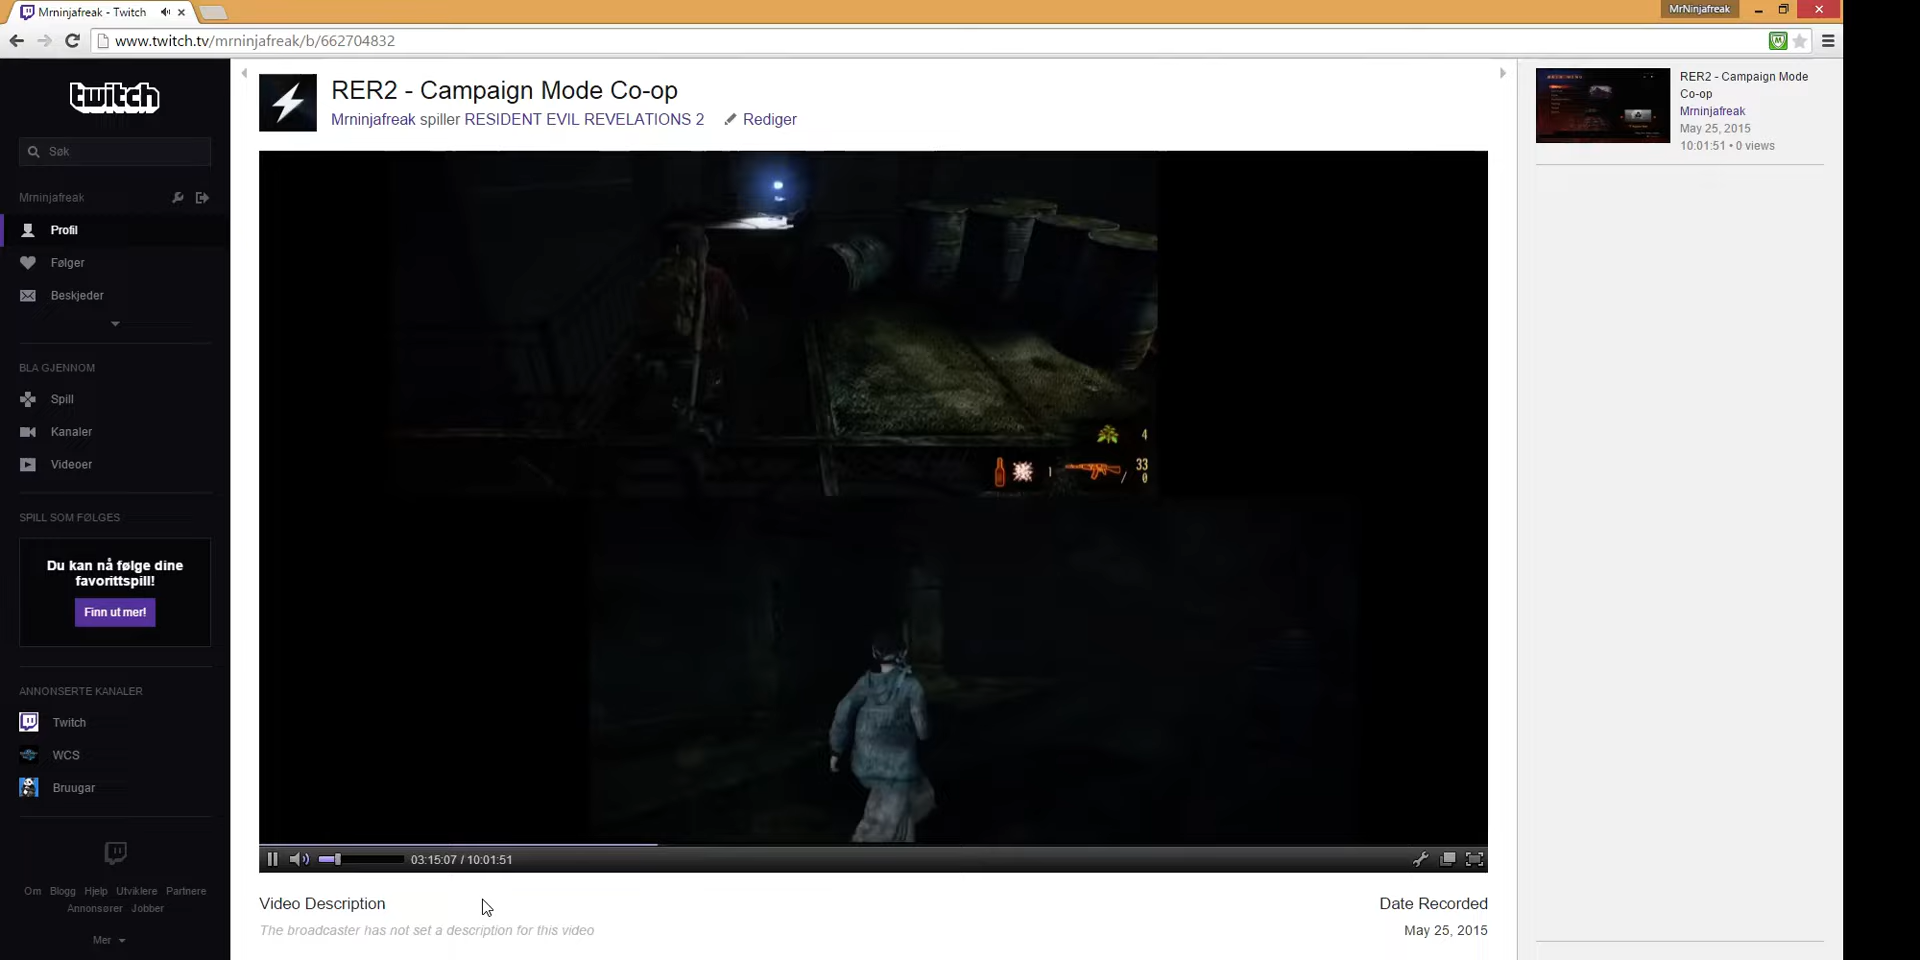 Mrninjafreak - Twitch
MrNinjafreak
www.twitch.tv/mrninjafreak/b/662704832
twitch
Søk
Mrninjafreak
Profil
Følger
Beskjeder
BLA GJENNOM
Spill
Kanaler
Videoer
SPILL SOM FØLGES
Du kan nå følge dine
favorittspill!
Finn ut mer!
ANNONSERTE KANALER
Twitch
WCS
Bruugar
Om Blogg Hjelp Utviklere Partnere
Annonsører Jobber
Mer
RER2 - Campaign Mode Co-op
Mrninjafreak spiller RESIDENT EVIL REVELATIONS 2 Rediger
4
33
/ 0
03:15:07 / 10:01:51
Video Description
The broadcaster has not set a description for this video
Date Recorded
May 25, 2015
RER2 - Campaign Mode
Co-op
Mrninjafreak
May 25, 2015
10:01:51 • 0 views